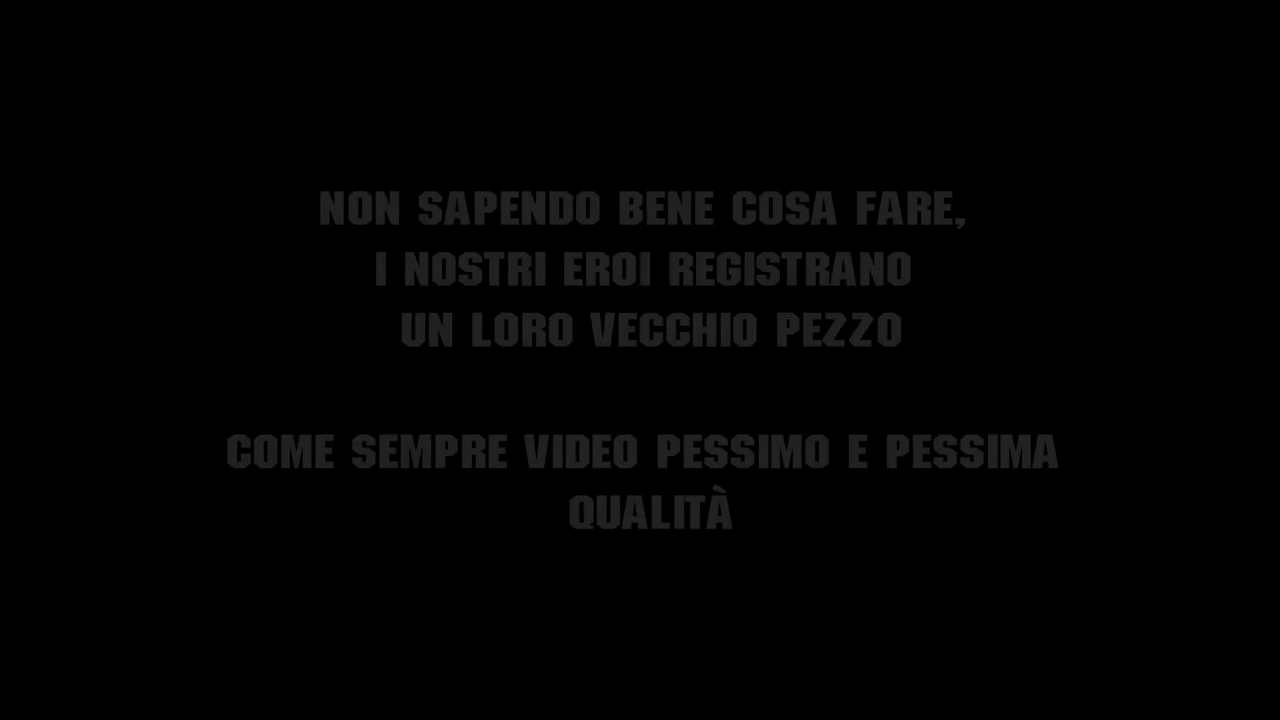 NON SAPENDO BENE COSA FARE,
I NOSTRI EROI REGISTRANO
UN LORO VECCHIO PEZZO
COME SEMPRE VIDEO PESSIMO E PESSIMA
QUALITÀ